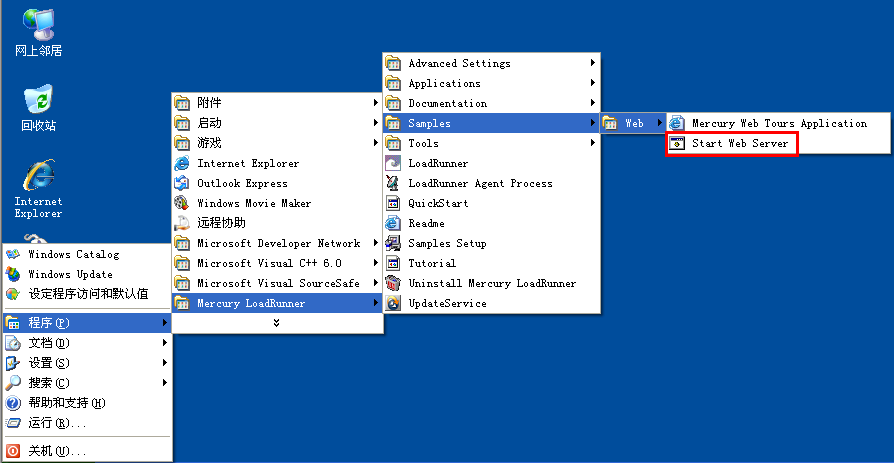 网上邻居
回收站
Internet
Explorer
Windows Catalog
Windows Update
设定程序访问和默认值
程序(P)
文档(D)
设置(S)
搜索(C)
帮助和支持(H)
运行(R)...
关机(U)...
附件
启动
游戏
Internet Explorer
Outlook Express
Windows Movie Maker
远程协助
Microsoft Developer Network
Microsoft Visual C++ 6.0
Microsoft Visual SourceSafe
Mercury LoadRunner
Advanced Settings
Applications
Documentation
Samples
Tools
LoadRunner
LoadRunner Agent Process
QuickStart
Readme
Samples Setup
Tutorial
Uninstall Mercury LoadRunner
UpdateService
Web
Mercury Web Tours Application
Start Web Server